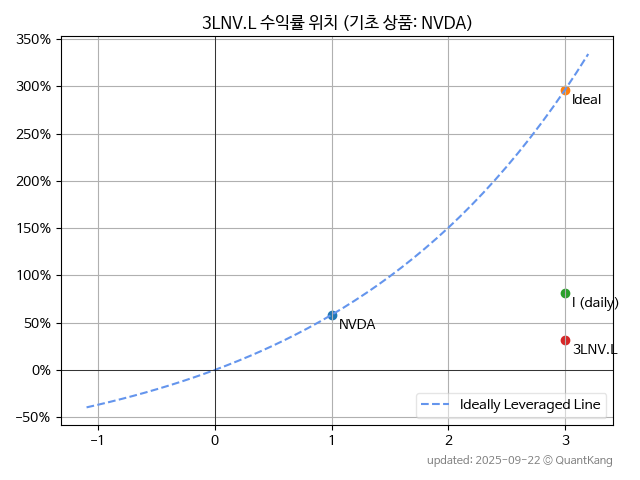 3LNV.L 수익률 위치 (기초 상품: NVDA)
350%
300%
250%
200%
150%
100%
50%
0%
−50%
Ideal
I (daily)
NVDA
3LNV.L
Ideally Leveraged Line
−1 0 1 2 3
updated: 2025-09-22 © QuantKang